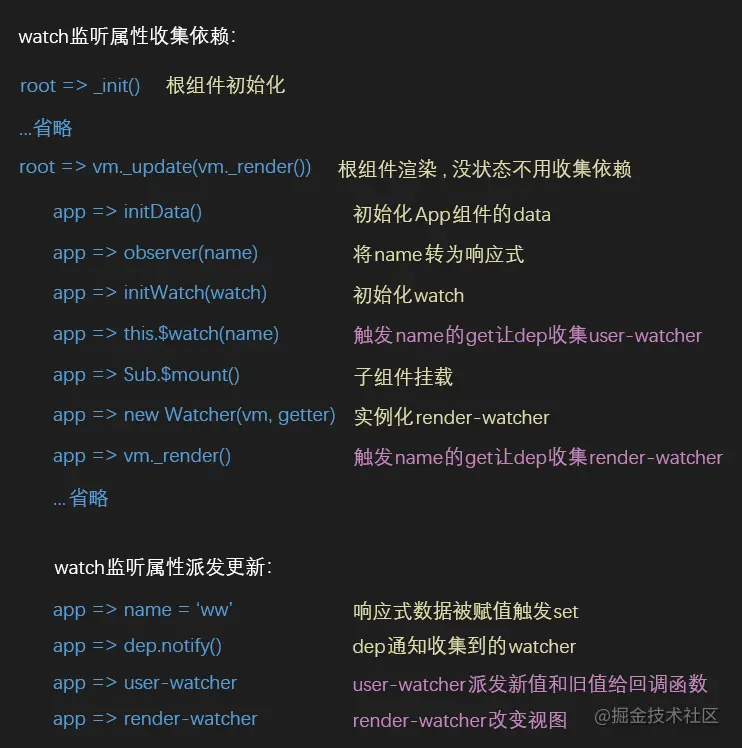 watch监听属性收集依赖：
root => _init() 根组件初始化
...省略
root => vm._update(vm._render()) 根组件渲染，没状态不用收集依赖
app => initData() 初始化App组件的data
app => observer(name) 将name转为响应式
app => initWatch(watch) 初始化watch
app => this.$watch(name) 触发name的get让dep收集user-watcher
app => Sub.$mount() 子组件挂载
app => new Watcher(vm, getter) 实例化render-watcher
app => vm._render() 触发name的get让dep收集render-watcher
...省略
watch监听属性派发更新：
app => name = ‘ww’ 响应式数据被赋值触发set
app => dep.notify() dep通知收集到的watcher
app => user-watcher user-watcher派发新值和旧值给回调函数
app => render-watcher render-watcher改变视图
@掘金技术社区